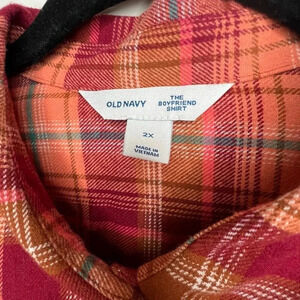 OLD NAVY
THE
BOYFRIEND
SHIRT
2X
MADE IN
VIETNAM